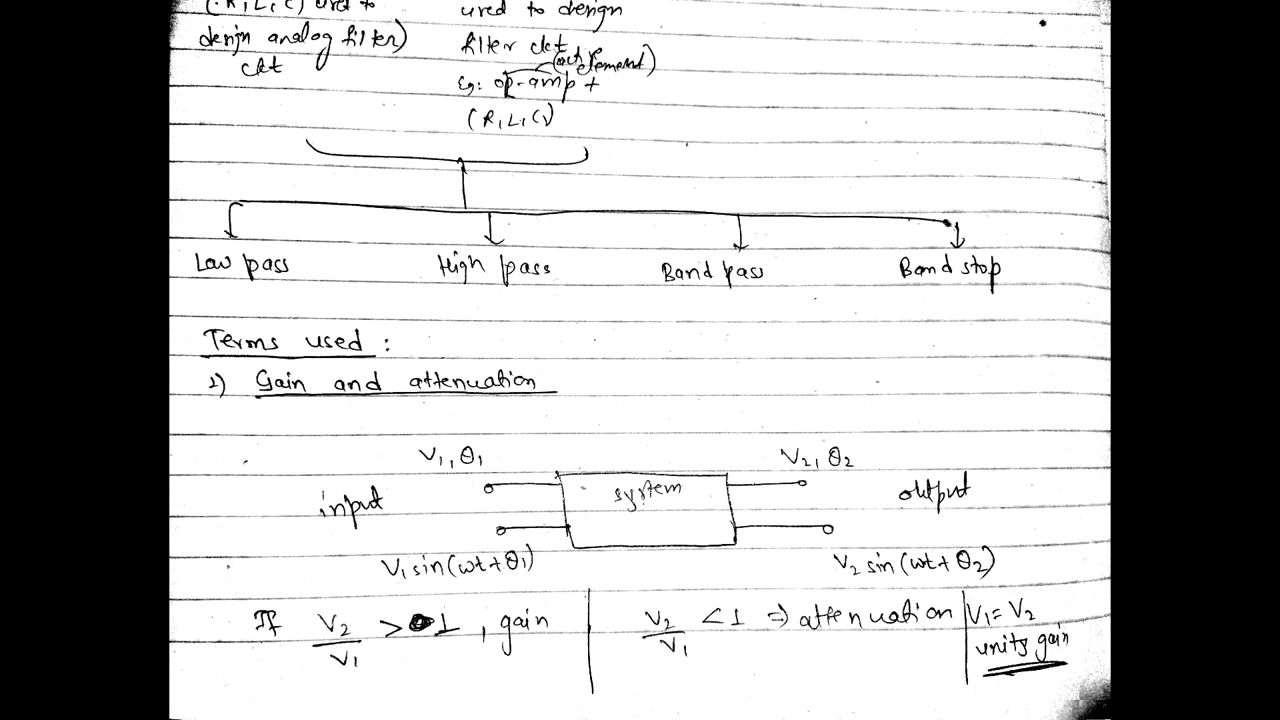 (R, L, C) used to
design analog filter)
ckt
used to design
filter ckt
(active element)
Eg: op-amp +
(R, L, C)
Low pass High pass Band pass Band stop
Terms used :
1) Gain and attenuation
V1, θ1 V2, θ2
input system output
V1 sin(wt+θ1) V2 sin(wt+θ2)
If V2/V1 > 1, gain
V2/V1 < 1 ⇒ attenuation
V1 = V2
unity gain